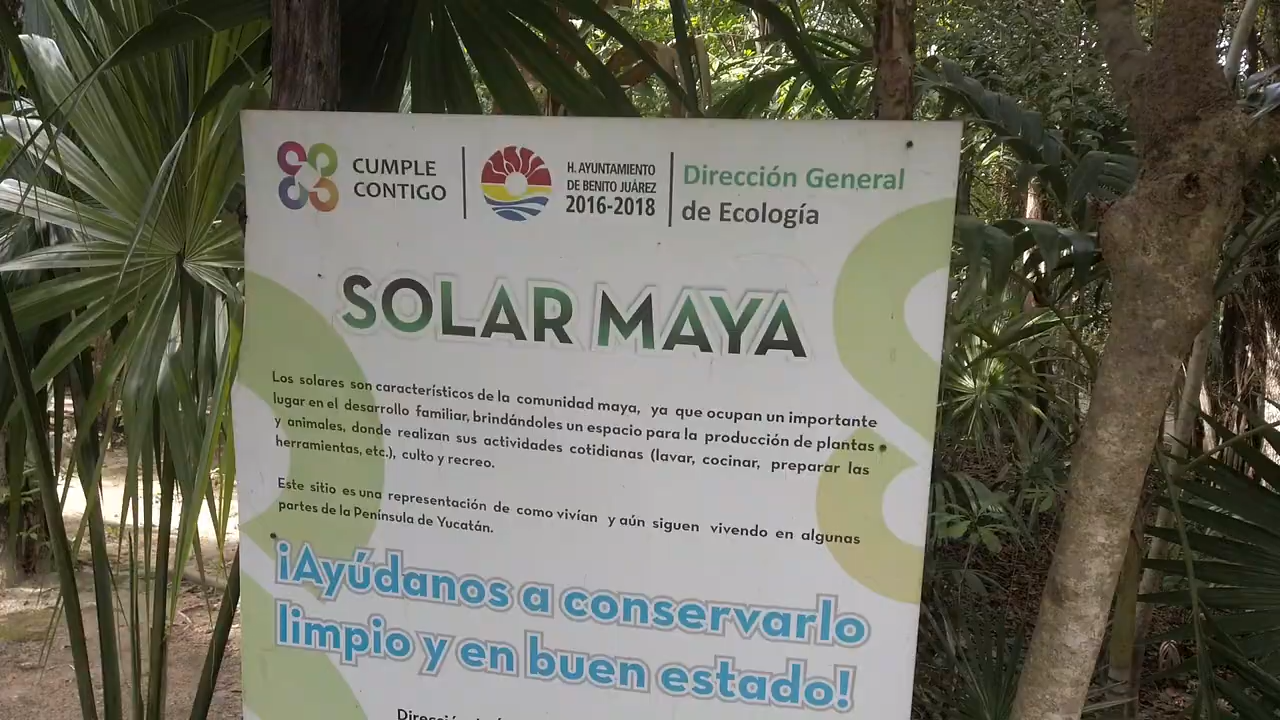 CUMPLE
CONTIGO
H. AYUNTAMIENTO
DE BENITO JUÁREZ
2016-2018
Dirección General
de Ecología
SOLAR MAYA
Los solares son característicos de la comunidad maya, ya que ocupan un importante
lugar en el desarrollo familiar, brindándoles un espacio para la producción de plantas
y animales, donde realizan sus actividades cotidianas (lavar, cocinar, preparar las
herramientas, etc.), culto y recreo.
Este sitio es una representación de como vivían y aún siguen viviendo en algunas
partes de la Península de Yucatán.
¡Ayúdanos a conservarlo
limpio y en buen estado!